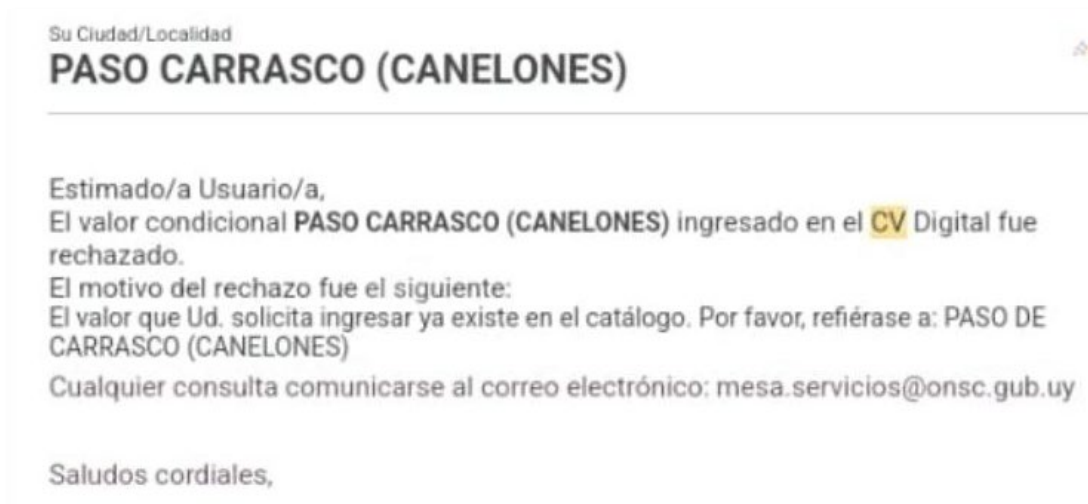 Su Ciudad/Localidad
PASO CARRASCO (CANELONES)
Estimado/a Usuario/a,
El valor condicional PASO CARRASCO (CANELONES) ingresado en el CV Digital fue
rechazado.
El motivo del rechazo fue el siguiente:
El valor que Ud. solicita ingresar ya existe en el catálogo. Por favor, refiérase a: PASO DE
CARRASCO (CANELONES)
Cualquier consulta comunicarse al correo electrónico: mesa.servicios@onsc.gub.uy
Saludos cordiales,